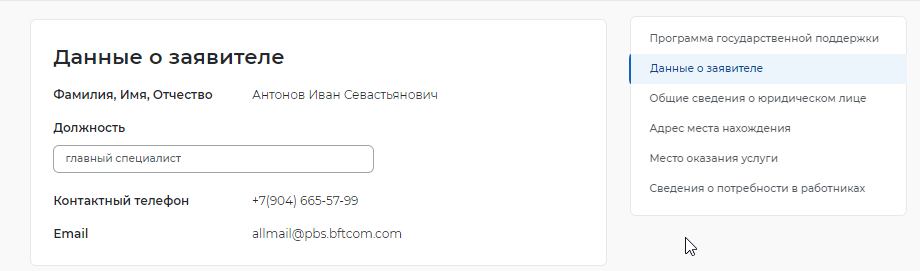 Данные о заявителе
Фамилия, Имя, Отчество Антонов Иван Севастьянович
Должность
главный специалист
Контактный телефон +7(904) 665-57-99
Email allmail@pbs.bftcom.com
Программа государственной поддержки
Данные о заявителе
Общие сведения о юридическом лице
Адрес места нахождения
Место оказания услуги
Сведения о потребности в работниках